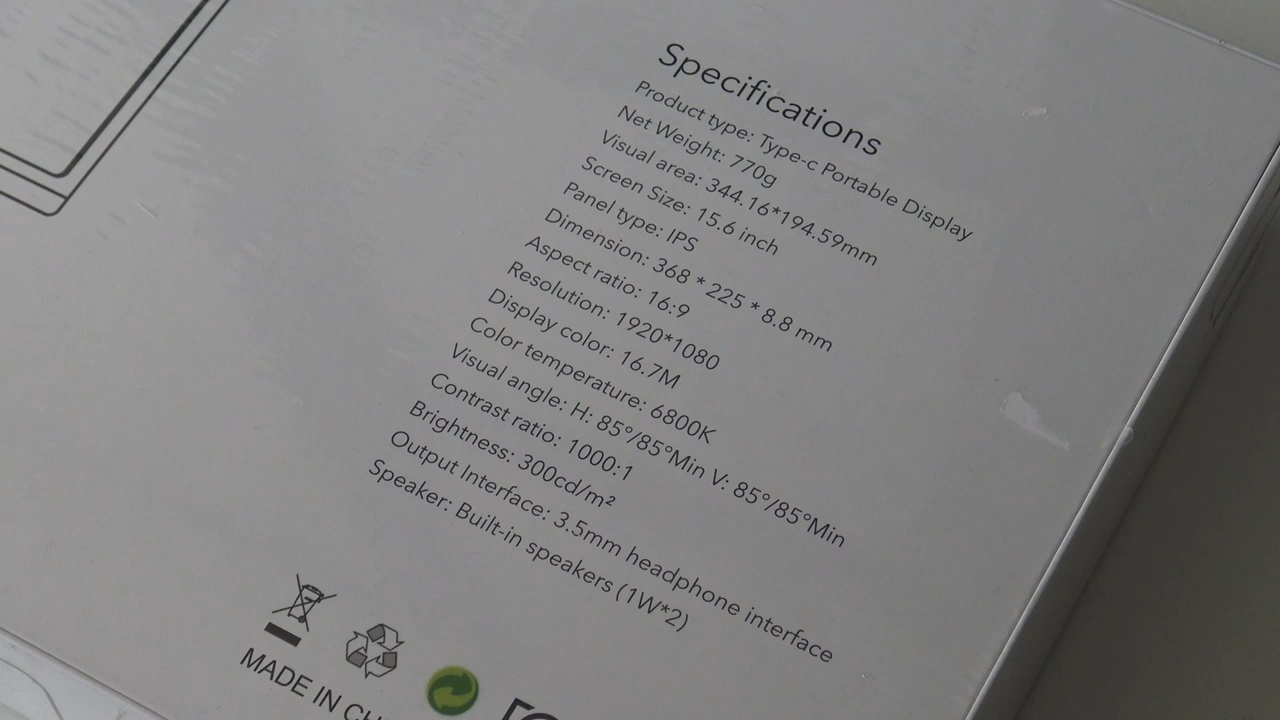 Specifications
Product type: Type-c Portable Display
Net Weight: 770g
Visual area: 344.16*194.59mm
Screen Size: 15.6 inch
Panel type: IPS
Dimension: 368 * 225 * 8.8 mm
Aspect ratio: 16:9
Resolution: 1920*1080
Display color: 16.7M
Color temperature: 6800K
Visual angle: H: 85°/85°Min V: 85°/85°Min
Contrast ratio: 1000:1
Brightness: 300cd/m²
Output Interface: 3.5mm headphone interface
Speaker: Built-in speakers (1W*2)
MADE IN